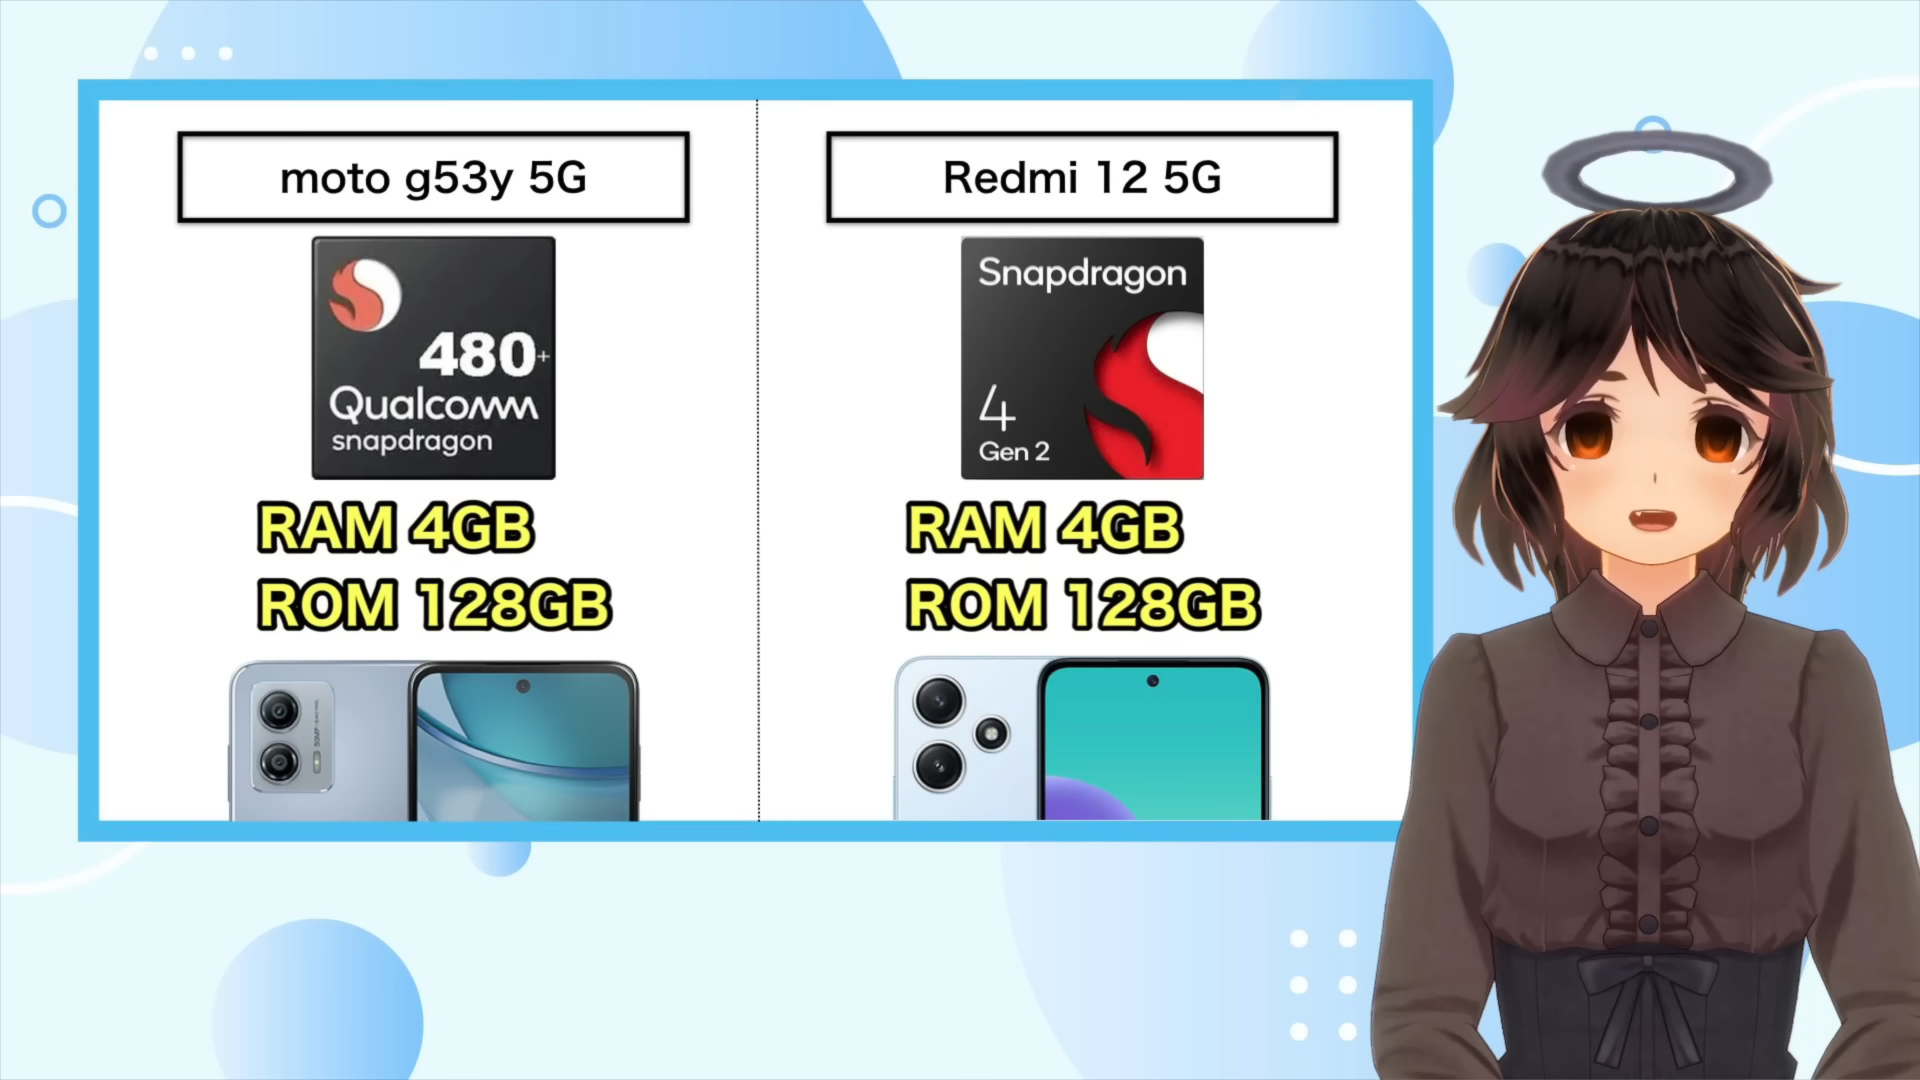 moto g53y 5G
480+
Qualcomm
snapdragon
RAM 4GB
ROM 128GB
Redmi 12 5G
Snapdragon
4
Gen 2
RAM 4GB
ROM 128GB